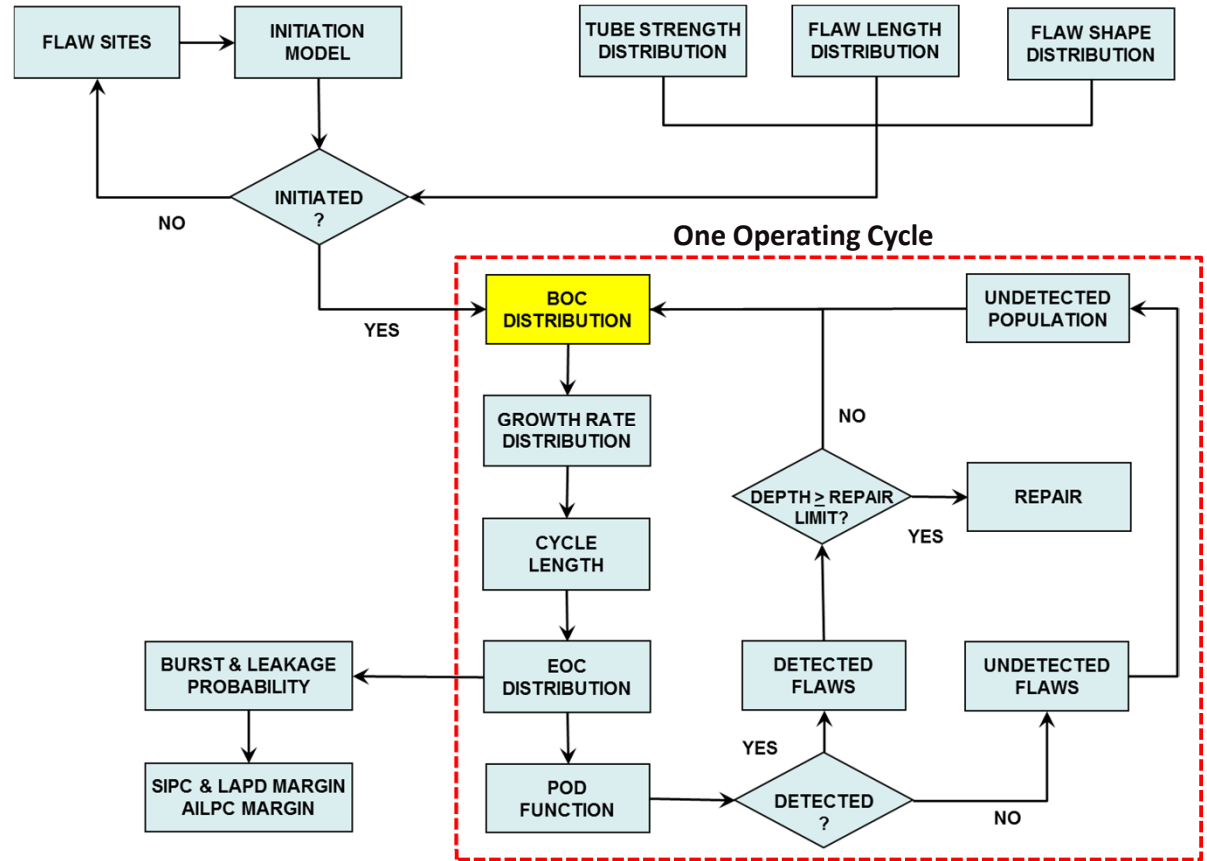 FLAW SITES
INITIATION
MODEL
TUBE STRENGTH
DISTRIBUTION
FLAW LENGTH
DISTRIBUTION
FLAW SHAPE
DISTRIBUTION
INITIATED
?
NO
YES
One Operating Cycle
BOC
DISTRIBUTION
UNDETECTED
POPULATION
GROWTH RATE
DISTRIBUTION
NO
DEPTH ≥ REPAIR
LIMIT?
YES
REPAIR
CYCLE
LENGTH
BURST & LEAKAGE
PROBABILITY
EOC
DISTRIBUTION
DETECTED
FLAWS
UNDETECTED
FLAWS
SIPC & LAPD MARGIN
AILPC MARGIN
POD
FUNCTION
YES
DETECTED
?
NO